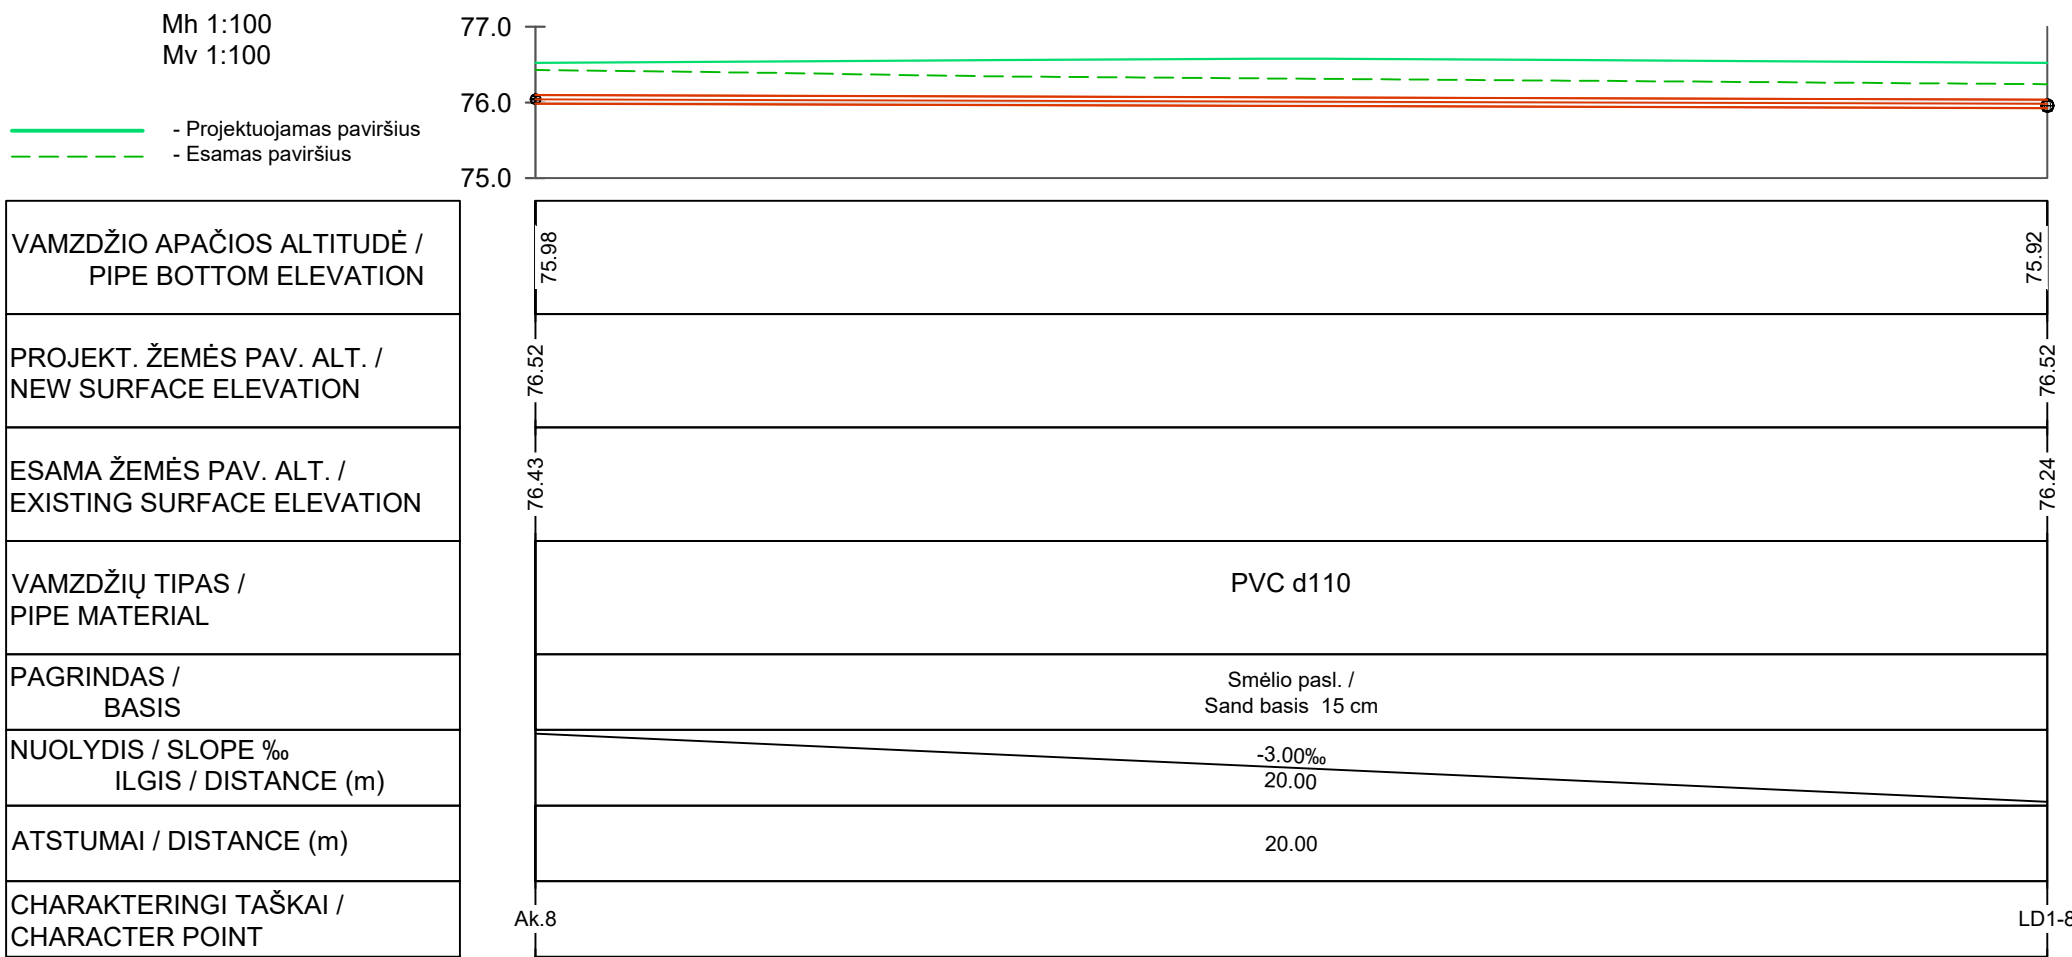 Mh 1:100
Mv 1:100
- Projektuojamas paviršius
- Esamas paviršius
77.0
76.0
75.0
VAMZDŽIO APAČIOS ALTITUDĖ /
PIPE BOTTOM ELEVATION
75.98
75.92
PROJEKT. ŽEMĖS PAV. ALT. /
NEW SURFACE ELEVATION
76.52
76.52
ESAMA ŽEMĖS PAV. ALT. /
EXISTING SURFACE ELEVATION
76.43
76.24
VAMZDŽIŲ TIPAS /
PIPE MATERIAL
PVC d110
PAGRINDAS /
BASIS
Smėlio pasl. /
Sand basis 15 cm
NUOLYDIS / SLOPE ‰
ILGIS / DISTANCE (m)
-3.00‰
20.00
ATSTUMAI / DISTANCE (m)
20.00
CHARAKTERINGI TAŠKAI /
CHARACTER POINT
Ak.8
LD1-8